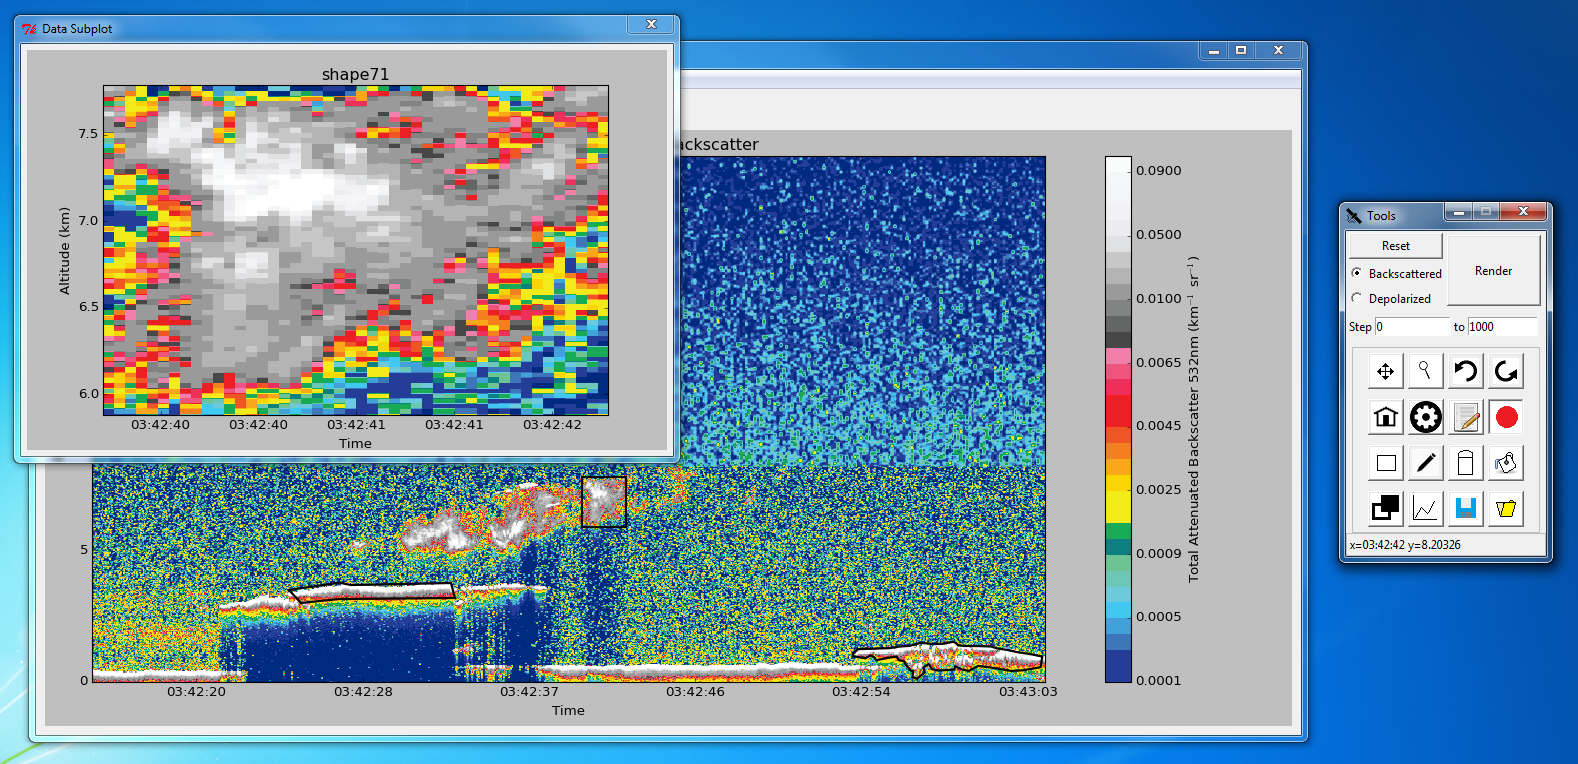 Data Subplot
shape71
7.5
7.0
6.5
6.0
Altitude (km)
03:42:40
03:42:40
03:42:41
03:42:41
03:42:42
Time
ackscatter
5
0
03:42:20
03:42:28
03:42:37
03:42:46
03:42:54
03:43:03
Time
0.0900
0.0500
0.0100
0.0065
0.0045
0.0025
0.0009
0.0005
0.0001
Total Attenuated Backscatter 532nm (km⁻¹ sr⁻¹)
Tools
Reset
Render
Backscattered
Depolarized
Step 0 to 1000
x=03:42:42 y=8.20326